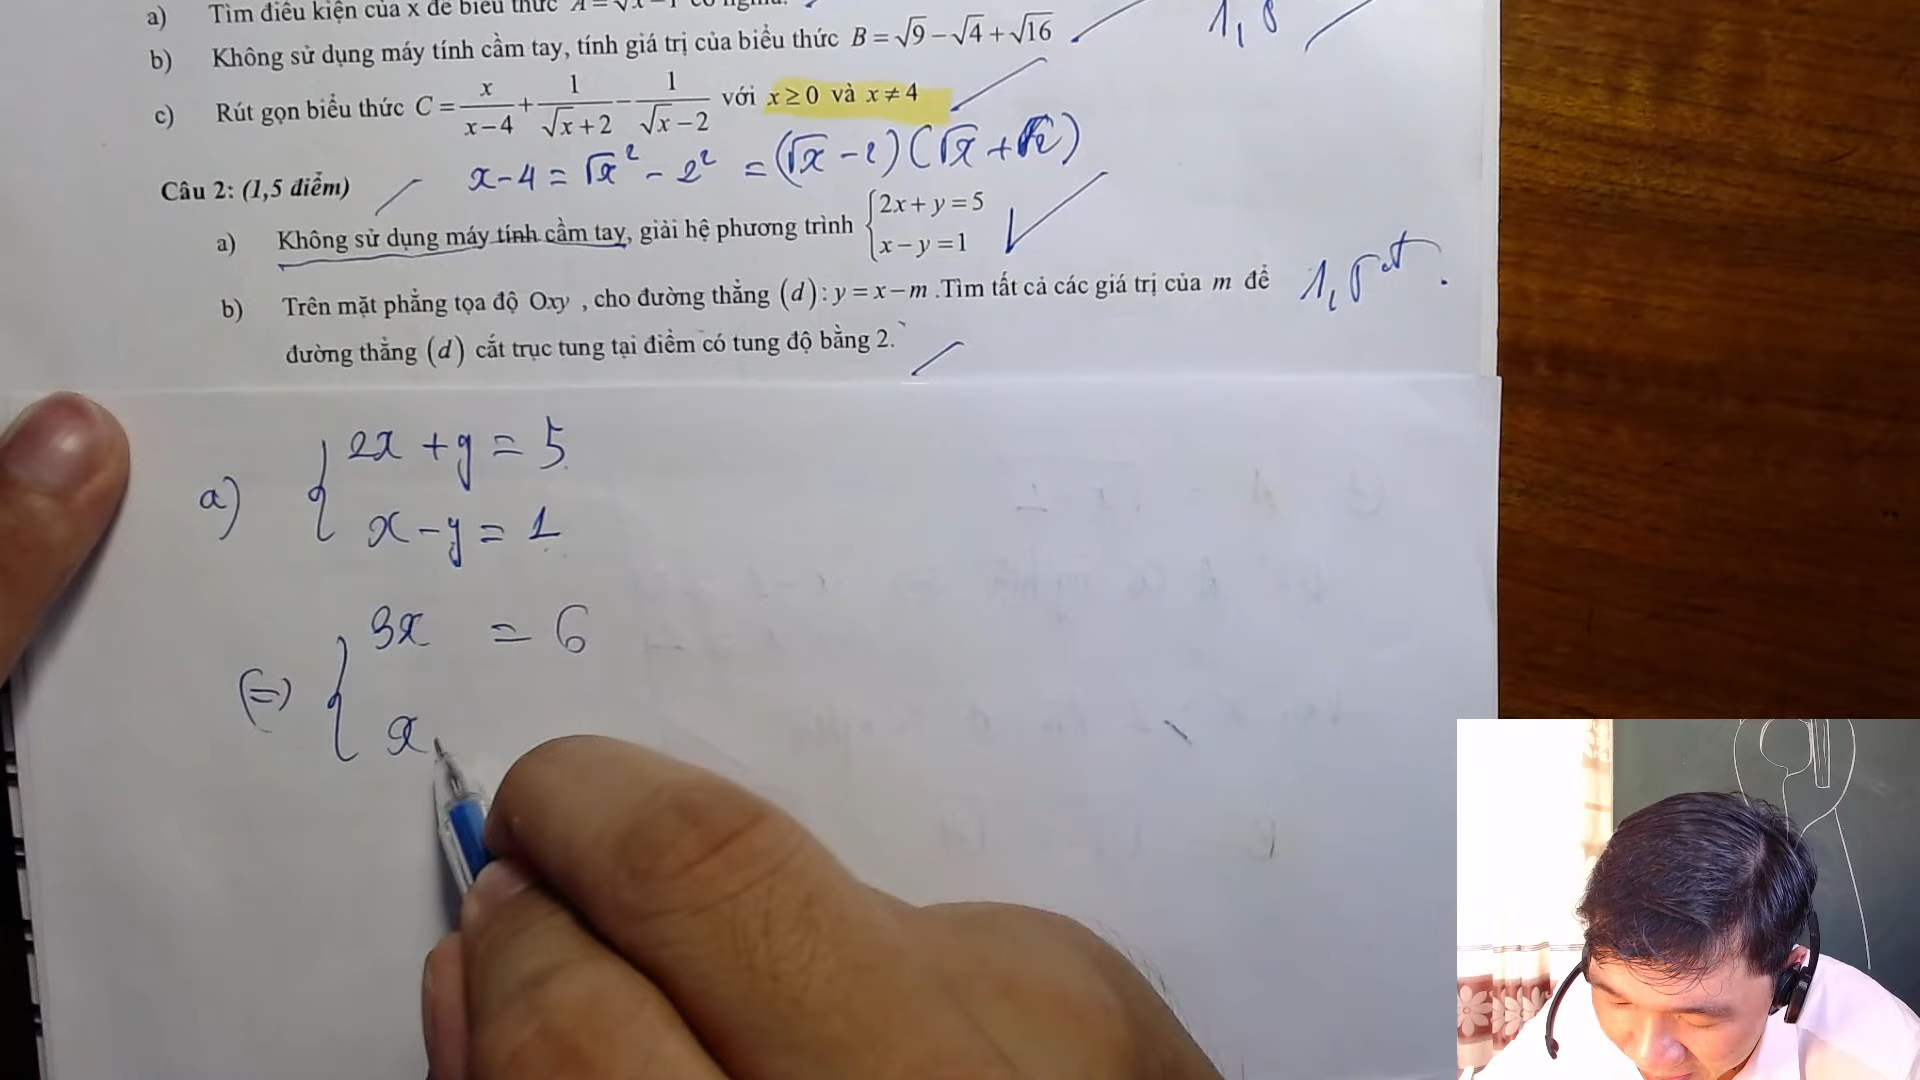 a) Tìm điều kiện của x để biểu thức A = √x − 1 có nghĩa.
1,5
b) Không sử dụng máy tính cầm tay, tính giá trị của biểu thức B = √9 − √4 + √16
c) Rút gọn biểu thức C = x/(x−4) + 1/(√x+2) − 1/(√x−2) với x ≥ 0 và x ≠ 4
x − 4 = √x² − 2² = (√x − 2)(√x + 2)
Câu 2: (1,5 điểm)
a) Không sử dụng máy tính cầm tay, giải hệ phương trình { 2x + y = 5
x − y = 1
b) Trên mặt phẳng tọa độ Oxy , cho đường thẳng (d): y = x − m .Tìm tất cả các giá trị của m để
1,5đ.
đường thẳng (d) cắt trục tung tại điểm có tung độ bằng 2.
a) { 2x + y = 5
x − y = 1
(=) { 3x = 6
x